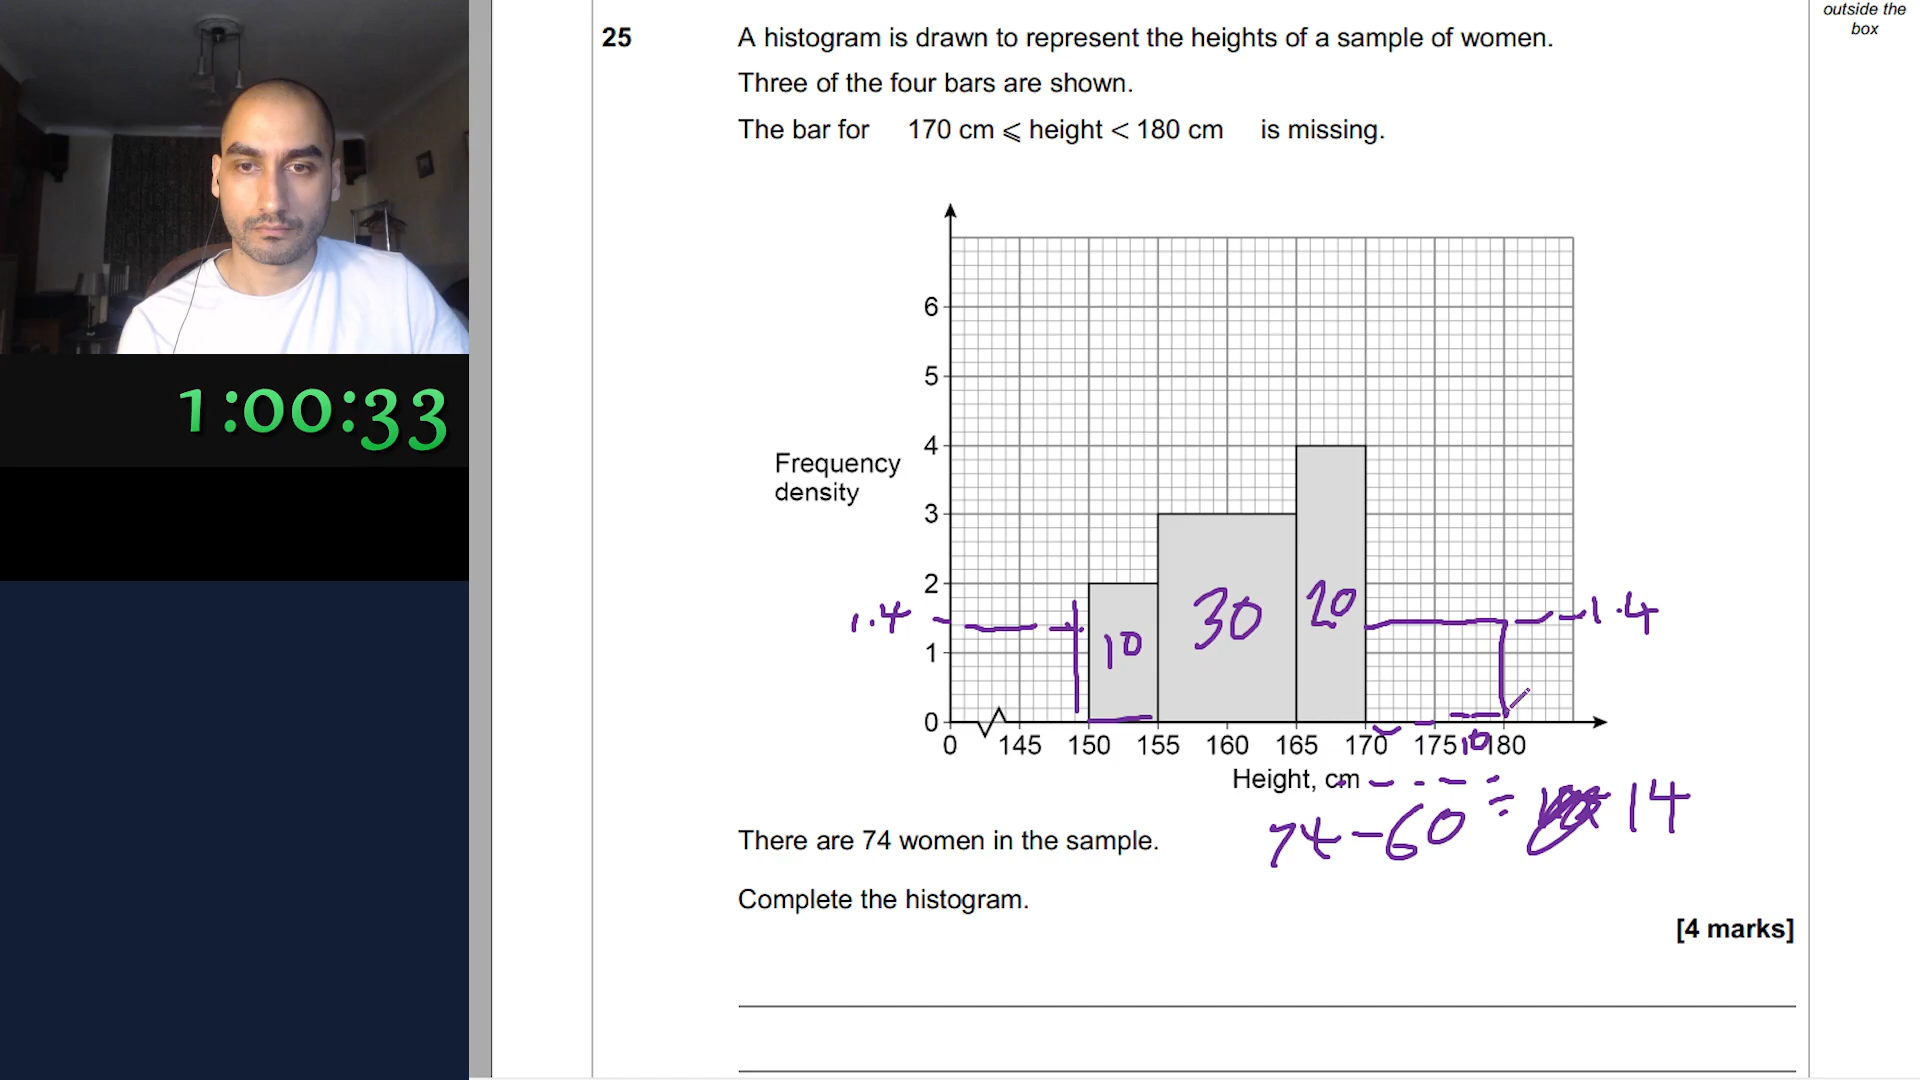 outside the
box
25 A histogram is drawn to represent the heights of a sample of women.
Three of the four bars are shown.
The bar for 170 cm ⩽ height < 180 cm is missing.
1:00:33
6
5
4
Frequency
density
3
2
1
0
1.4
10
30
20
1.4
0 145 150 155 160 165 170 175 180
10
Height, cm
74-60= 14
There are 74 women in the sample.
Complete the histogram.
[4 marks]